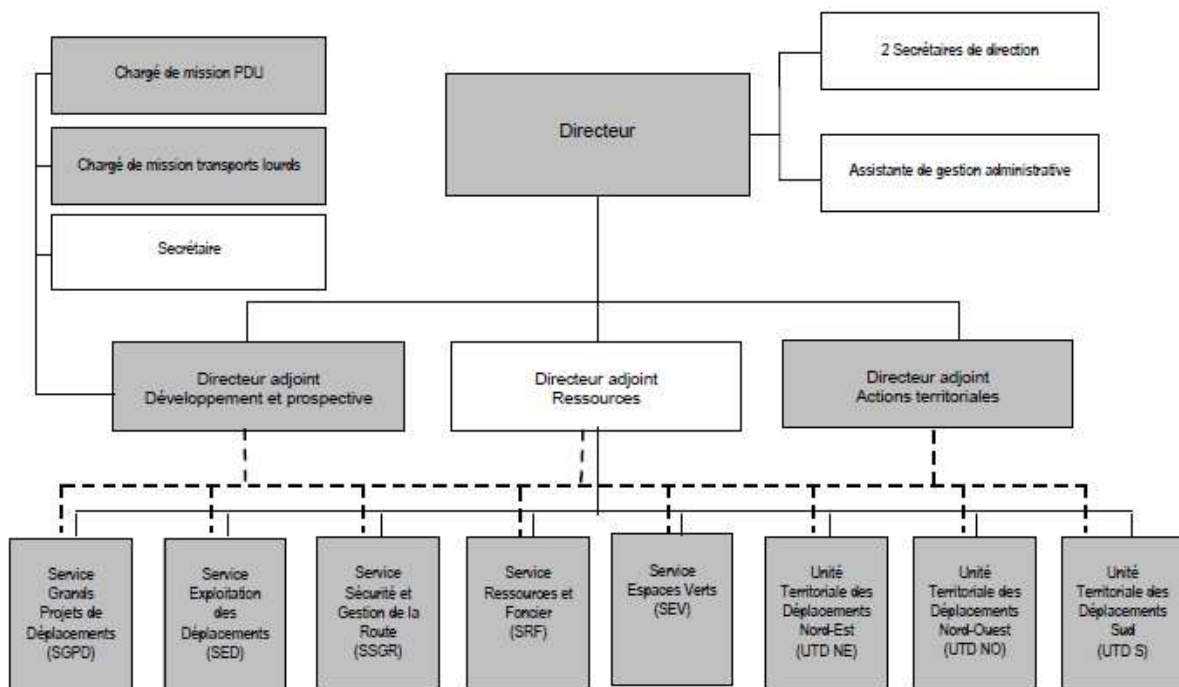 Chargé de mission PDU
Chargé de mission transports lourds
Secrétaire
Directeur
2 Secrétaires de direction
Assistante de gestion administrative
Directeur adjoint
Développement et prospective
Directeur adjoint
Ressources
Directeur adjoint
Actions territoriales
Service
Grands
Projets de
Déplacements
(SGPD)
Service
Exploitation
des
Déplacements
(SED)
Service
Sécurité et
Gestion de la
Route
(SSGR)
Service
Ressources et
Foncier
(SRF)
Service
Espaces Verts
(SEV)
Unité
Territoriale des
Déplacements
Nord-Est
(UTD NE)
Unité
Territoriale des
Déplacements
Nord-Ouest
(UTD NO)
Unité
Territoriale des
Déplacements
Sud
(UTD S)